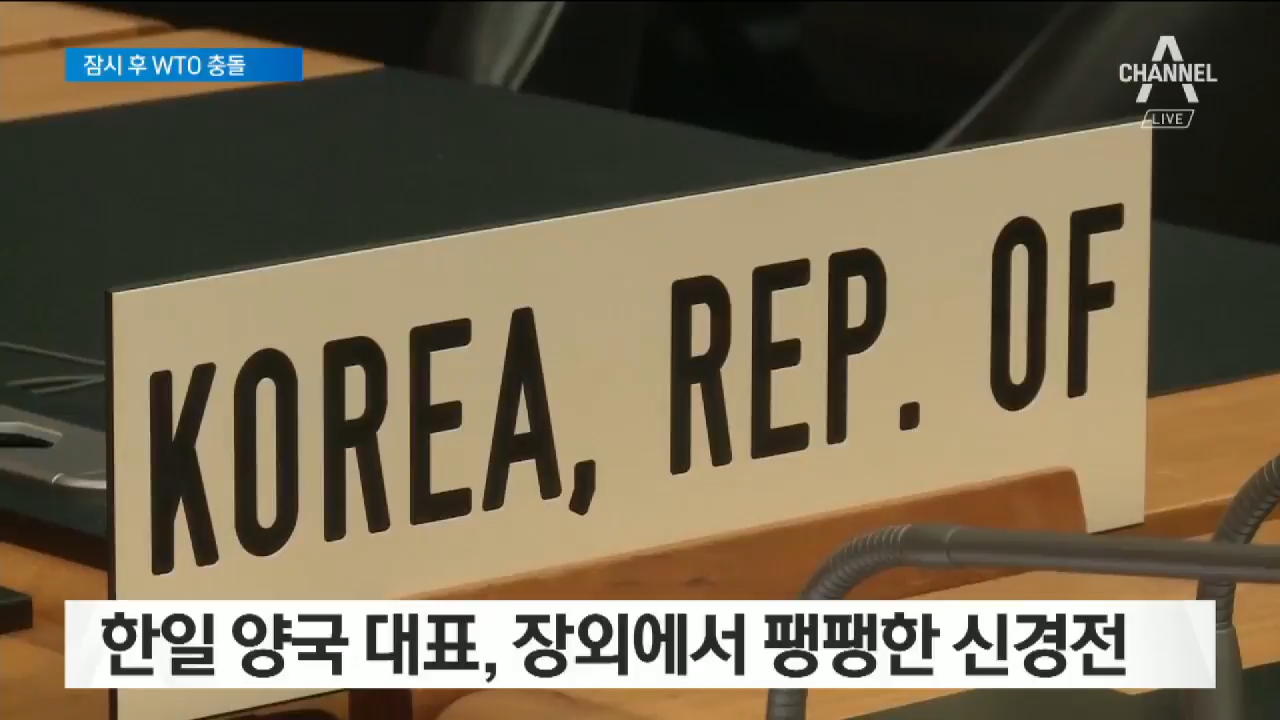 잠시 후 WTO 충돌
CHANNEL A
LIVE
KOREA, REP. OF
한일 양국 대표, 장외에서 팽팽한 신경전